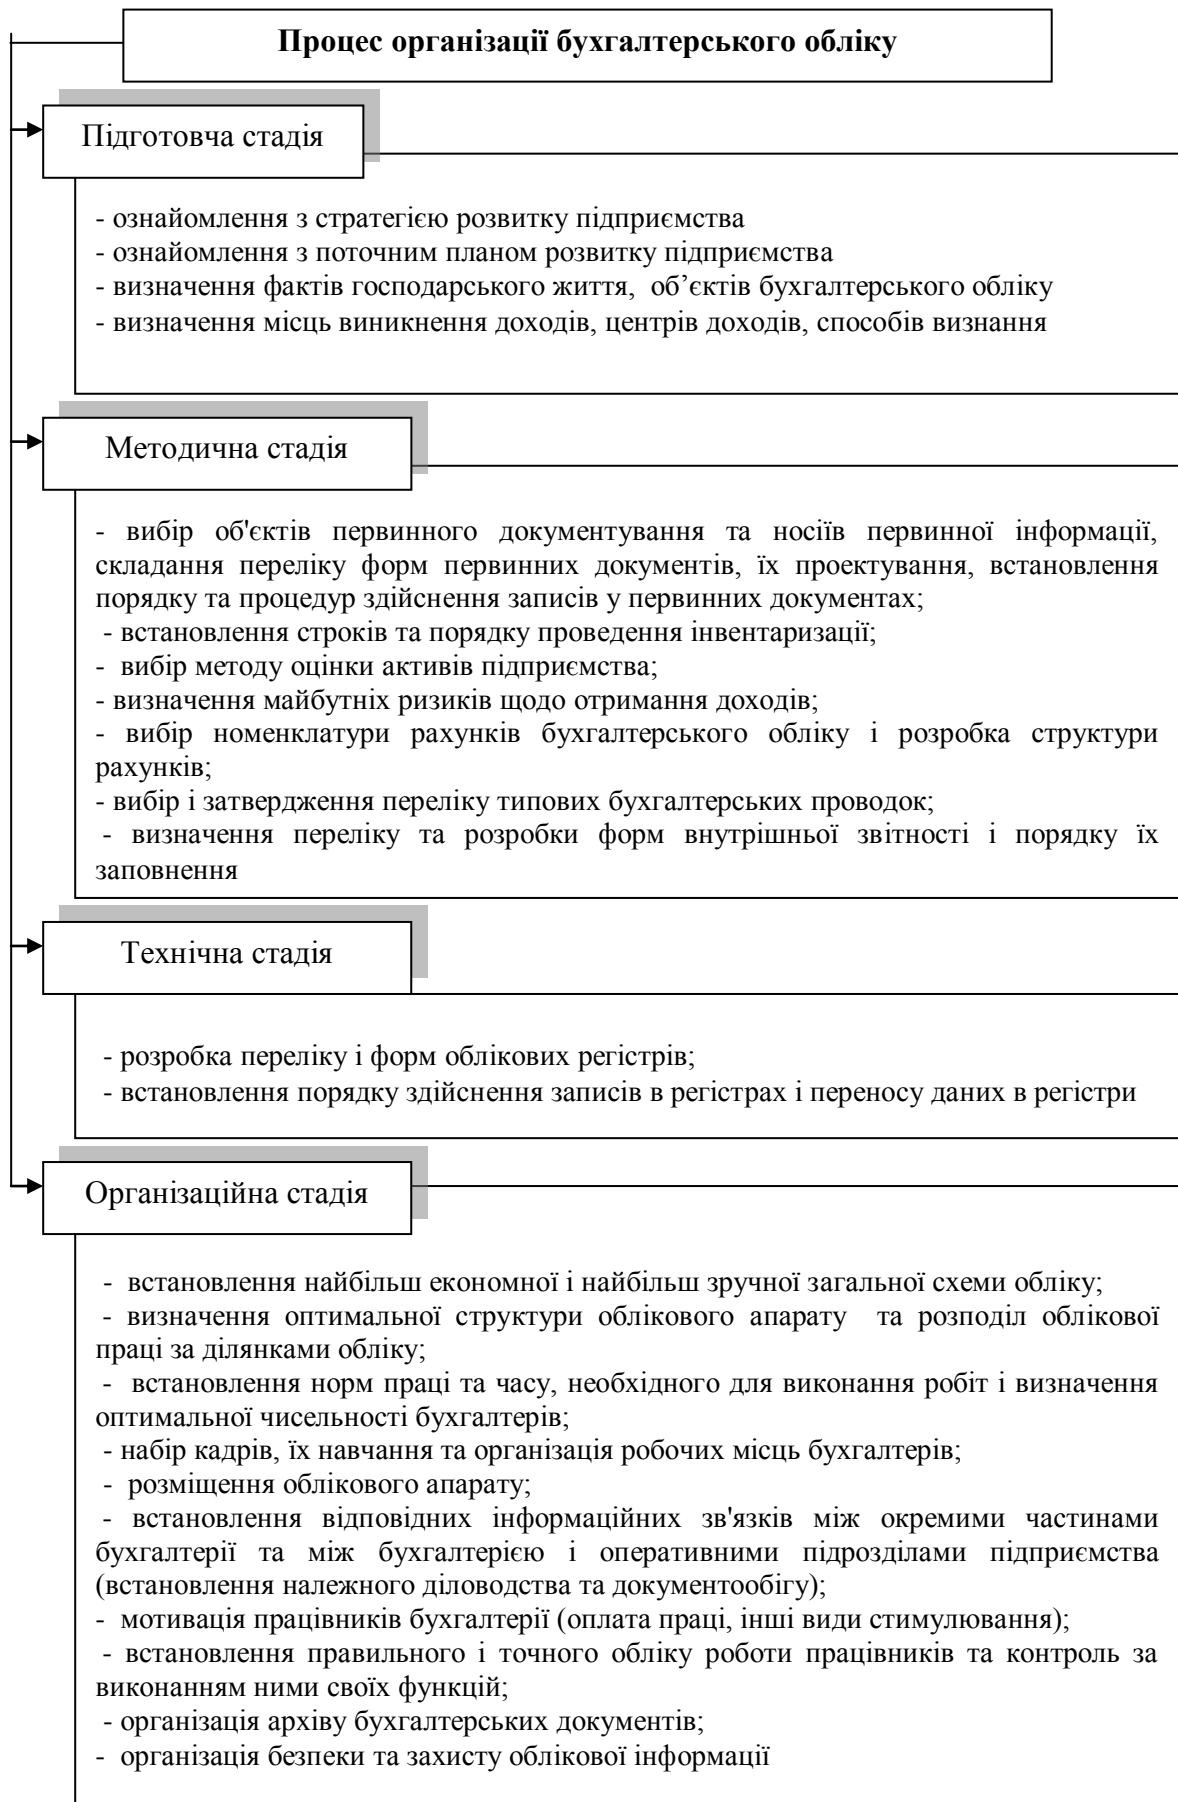 Процес організації бухгалтерського обліку
Підготовча стадія
- ознайомлення з стратегією розвитку підприємства
- ознайомлення з поточним планом розвитку підприємства
- визначення фактів господарського життя, об’єктів бухгалтерського обліку
- визначення місць виникнення доходів, центрів доходів, способів визнання
Методична стадія
- вибір об'єктів первинного документування та носіїв первинної інформації,
складання переліку форм первинних документів, їх проектування, встановлення
порядку та процедур здійснення записів у первинних документах;
- встановлення строків та порядку проведення інвентаризації;
- вибір методу оцінки активів підприємства;
- визначення майбутніх ризиків щодо отримання доходів;
- вибір номенклатури рахунків бухгалтерського обліку і розробка структури
рахунків;
- вибір і затвердження переліку типових бухгалтерських проводок;
- визначення переліку та розробки форм внутрішньої звітності і порядку їх
заповнення
Технічна стадія
- розробка переліку і форм облікових регістрів;
- встановлення порядку здійснення записів в регістрах і переносу даних в регістри
Організаційна стадія
- встановлення найбільш економної і найбільш зручної загальної схеми обліку;
- визначення оптимальної структури облікового апарату та розподіл облікової
праці за ділянками обліку;
- встановлення норм праці та часу, необхідного для виконання робіт і визначення
оптимальної чисельності бухгалтерів;
- набір кадрів, їх навчання та організація робочих місць бухгалтерів;
- розміщення облікового апарату;
- встановлення відповідних інформаційних зв'язків між окремими частинами
бухгалтерії та між бухгалтерією і оперативними підрозділами підприємства
(встановлення належного діловодства та документообігу);
- мотивація працівників бухгалтерії (оплата праці, інші види стимулювання);
- встановлення правильного і точного обліку роботи працівників та контроль за
виконанням ними своїх функцій;
- організація архіву бухгалтерських документів;
- організація безпеки та захисту облікової інформації